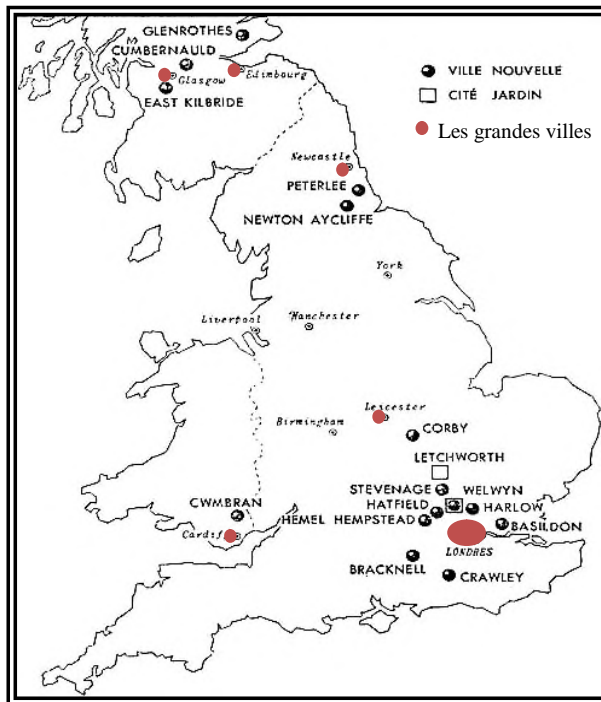 GLENROTHES
CUMBERNAULD
Glasgow
Edimbourg
EAST KILBRIDE
VILLE NOUVELLE
CITÉ JARDIN
Les grandes villes
Newcastle
PETERLEE
NEWTON AYCLIFFE
York
Liverpool
Manchester
Leicester
Birmingham
CORBY
LETCHWORTH
STEVENAGE
WELWYN
HATFIELD
HARLOW
CWMBRAN
HEMEL HEMPSTEAD
BASILDON
Cardif
LONDRES
BRACKNELL
CRAWLEY